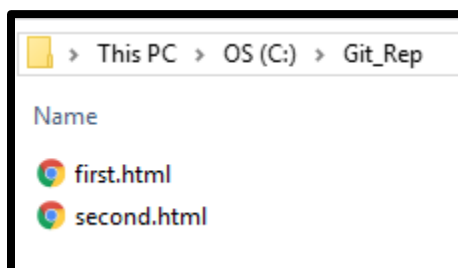 This PC > OS (C:) > Git_Rep
Name
first.html
second.html